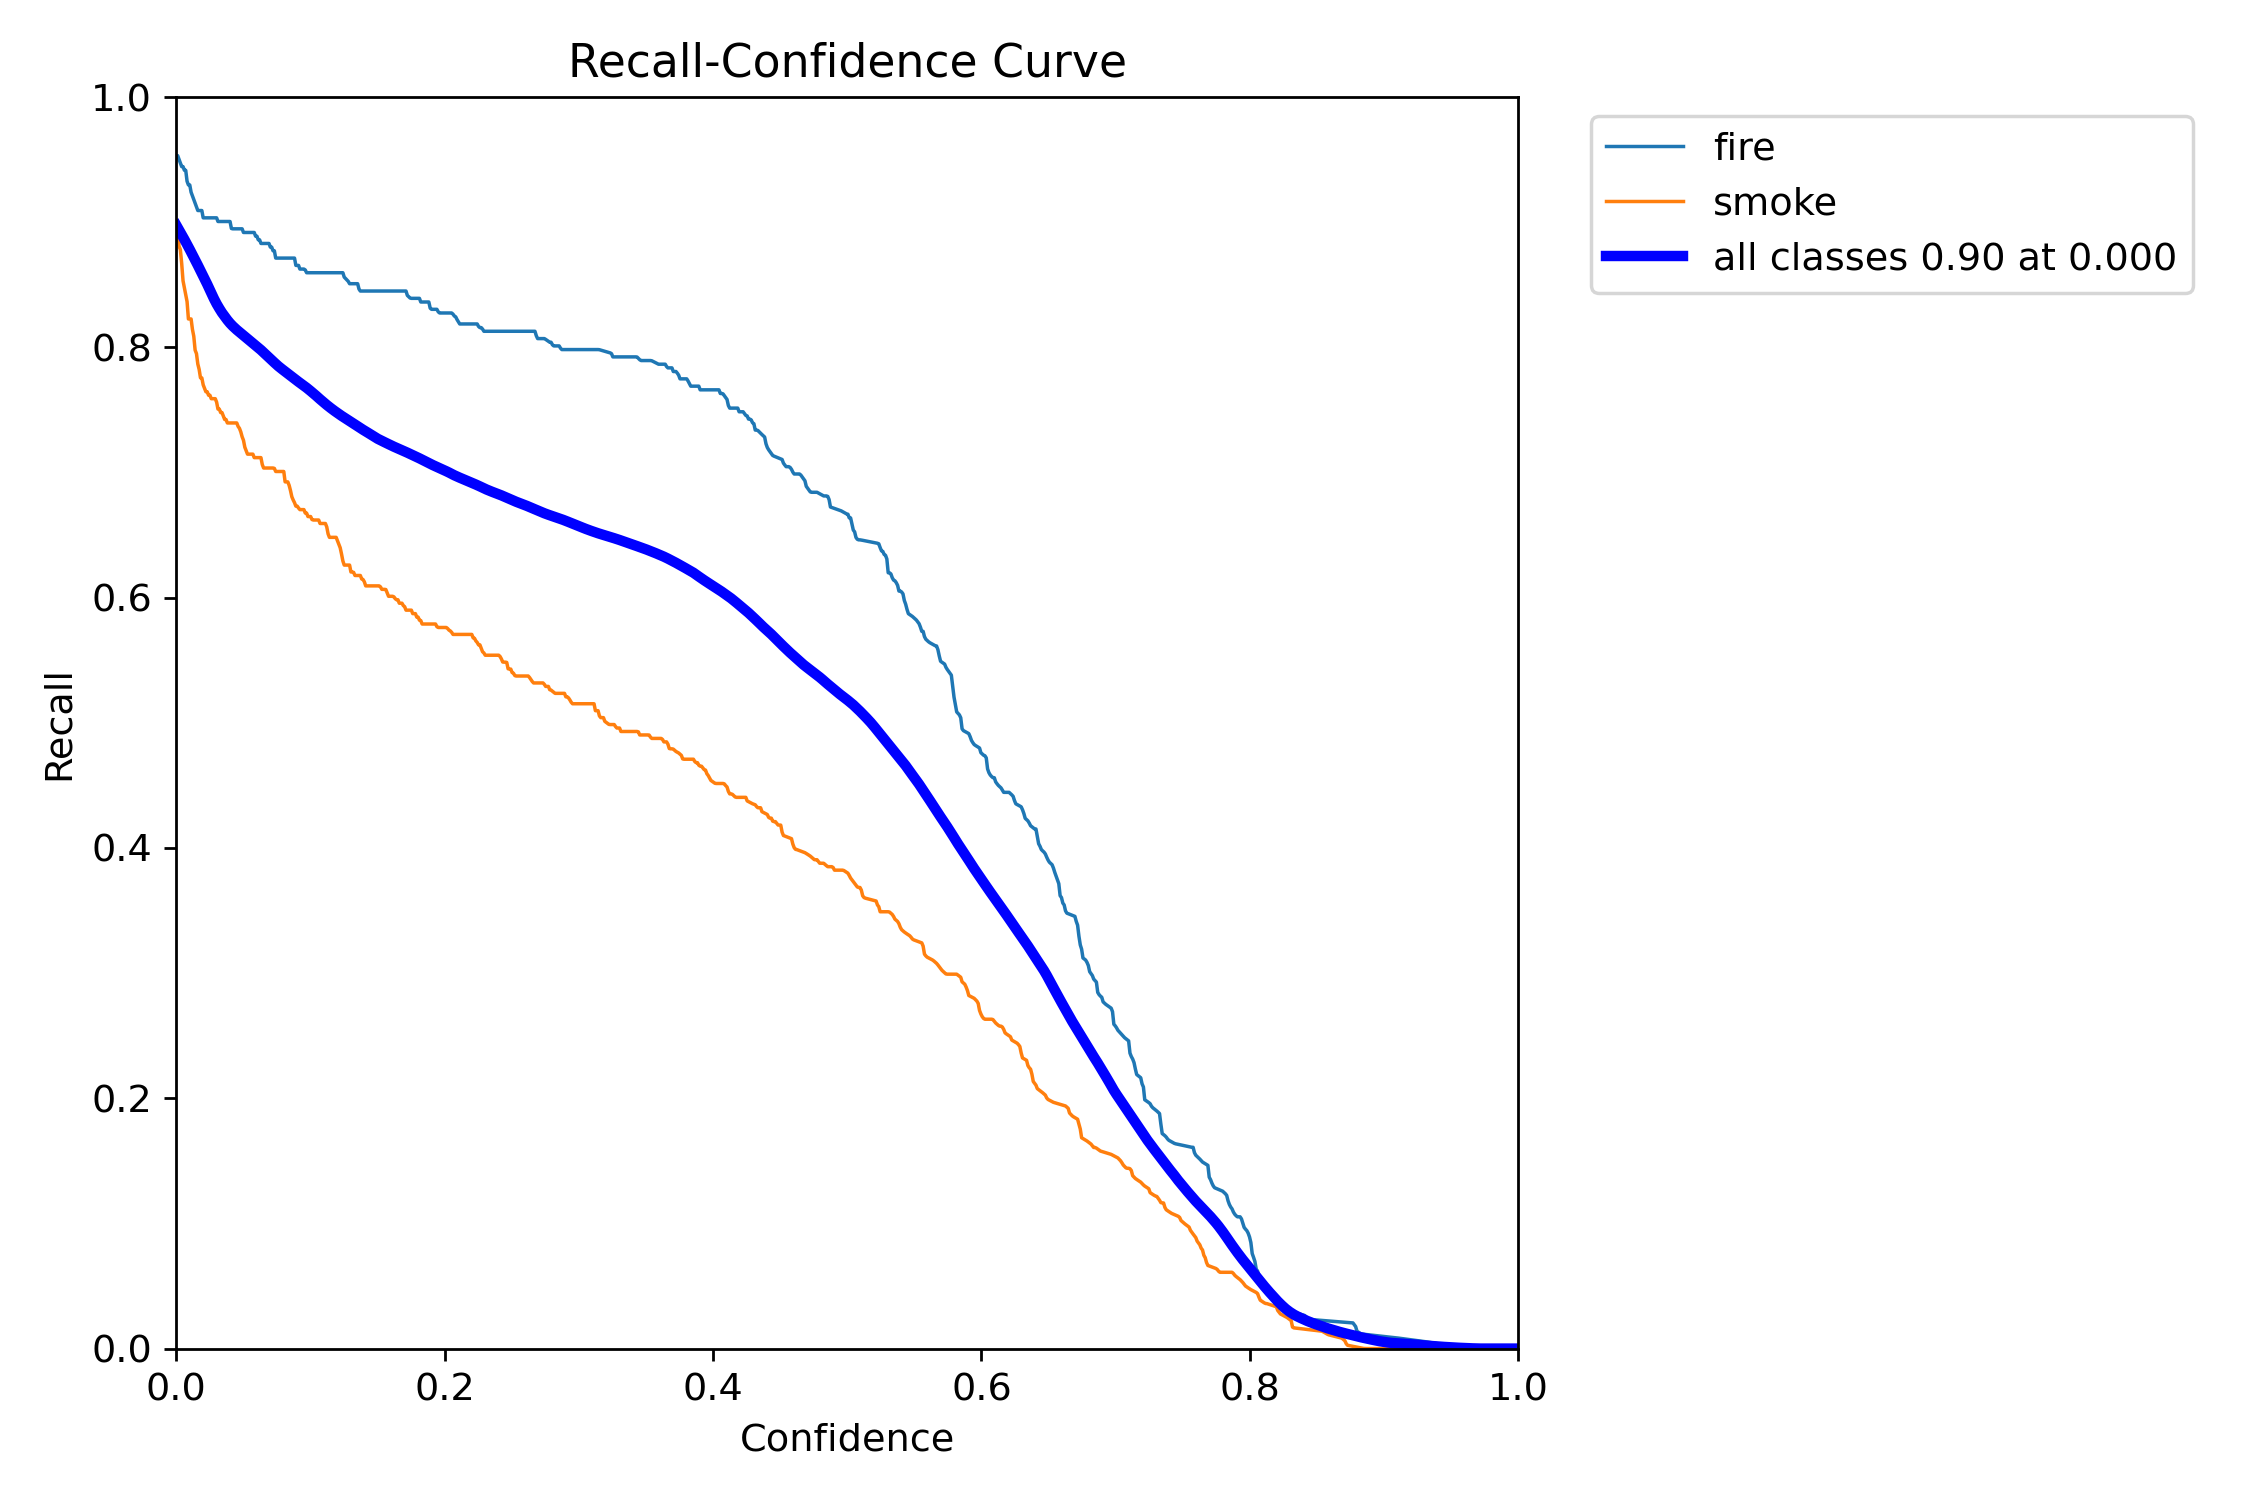 Recall-Confidence Curve
1.0
0.8
0.6
0.4
0.2
0.0
Recall
0.0 0.2 0.4 0.6 0.8 1.0
Confidence
fire
smoke
all classes 0.90 at 0.000